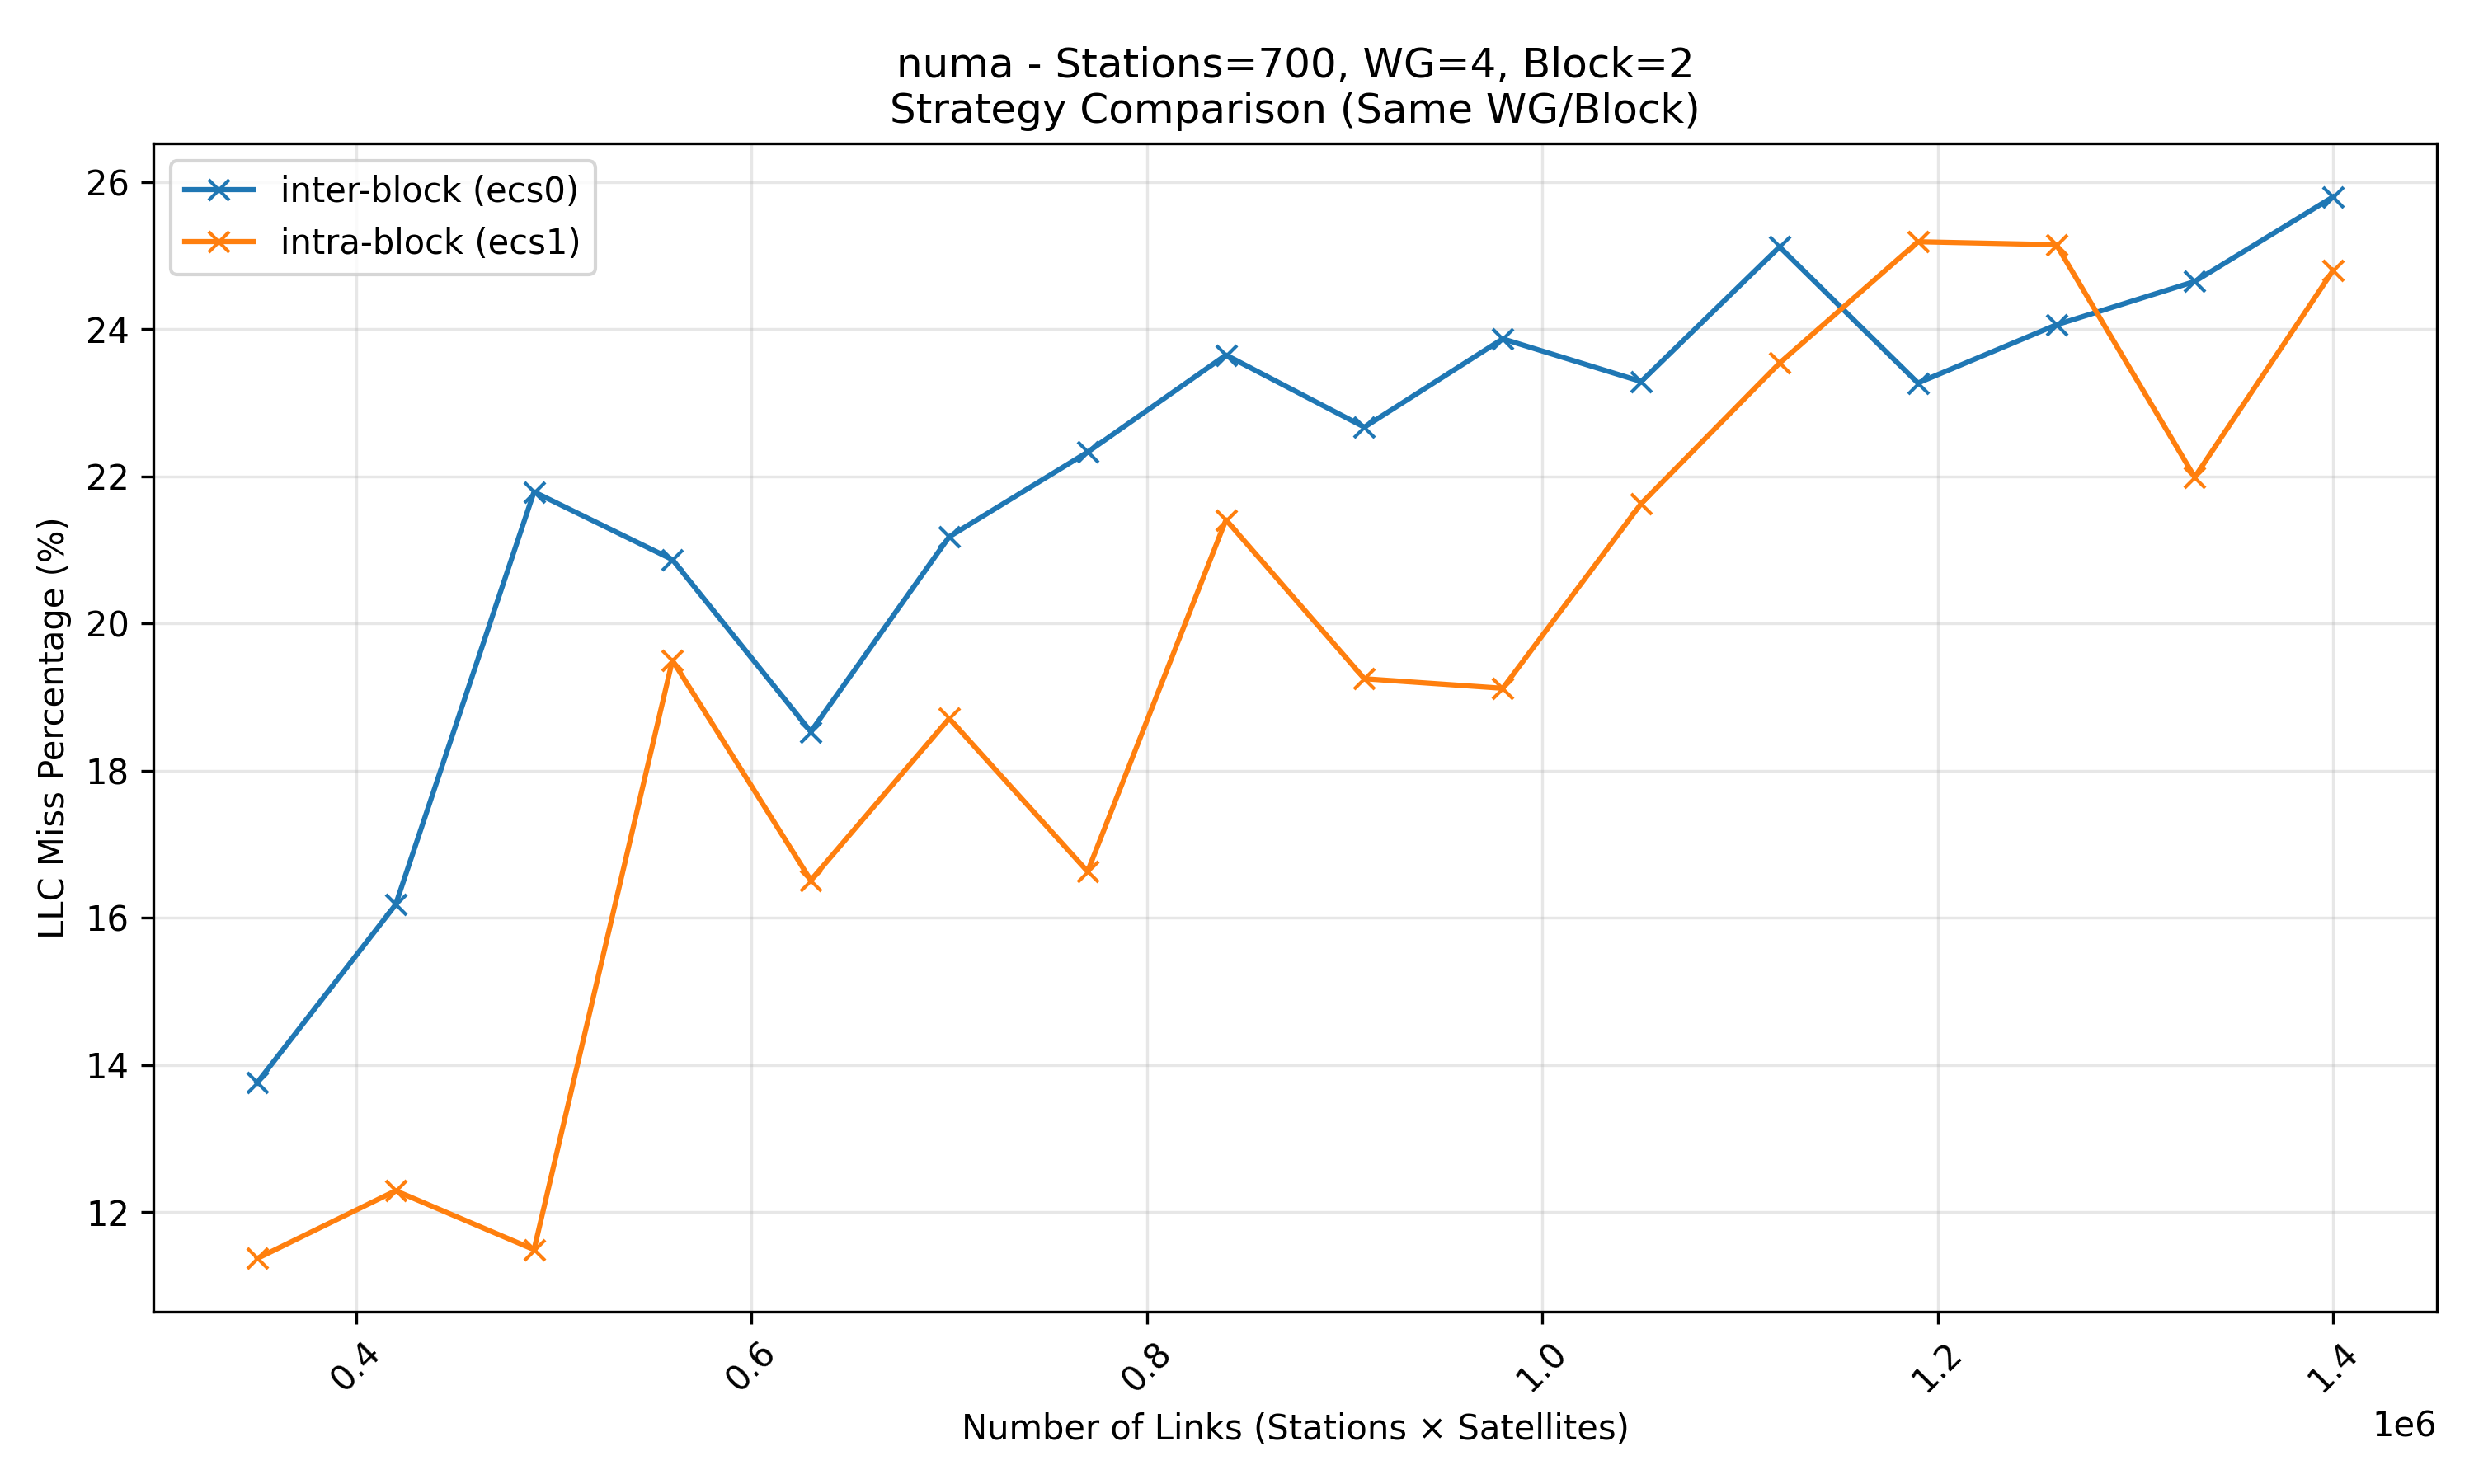 numa - Stations=700, WG=4, Block=2
Strategy Comparison (Same WG/Block)
inter-block (ecs0)
intra-block (ecs1)
LLC Miss Percentage (%)
26
24
22
20
18
16
14
12
0.4
0.6
0.8
1.0
1.2
1.4
1e6
Number of Links (Stations × Satellites)